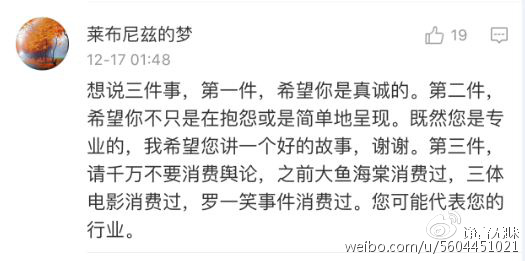 莱布尼兹的梦
19
12-17 01:48
想说三件事，第一件，希望你是真诚的。第二件，
希望你不只是在抱怨或是简单地呈现。既然您是专
业的，我希望您讲一个好的故事，谢谢。第三件，
请千万不要消费舆论，之前大鱼海棠消费过，三体
电影消费过，罗一笑事件消费过。您可能代表您的
行业。
weibo.com/u/5604451021